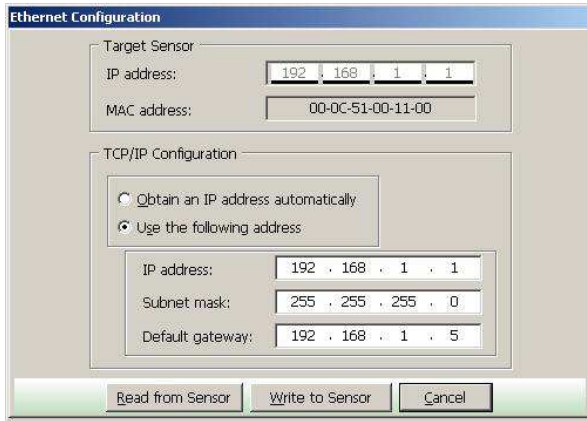 Ethernet Configuration
Target Sensor
IP address: 192 . 168 . 1 . 1
MAC address: 00-0C-51-00-11-00
TCP/IP Configuration
Obtain an IP address automatically
Use the following address
IP address: 192 . 168 . 1 . 1
Subnet mask: 255 . 255 . 255 . 0
Default gateway: 192 . 168 . 1 . 5
Read from Sensor Write to Sensor Cancel